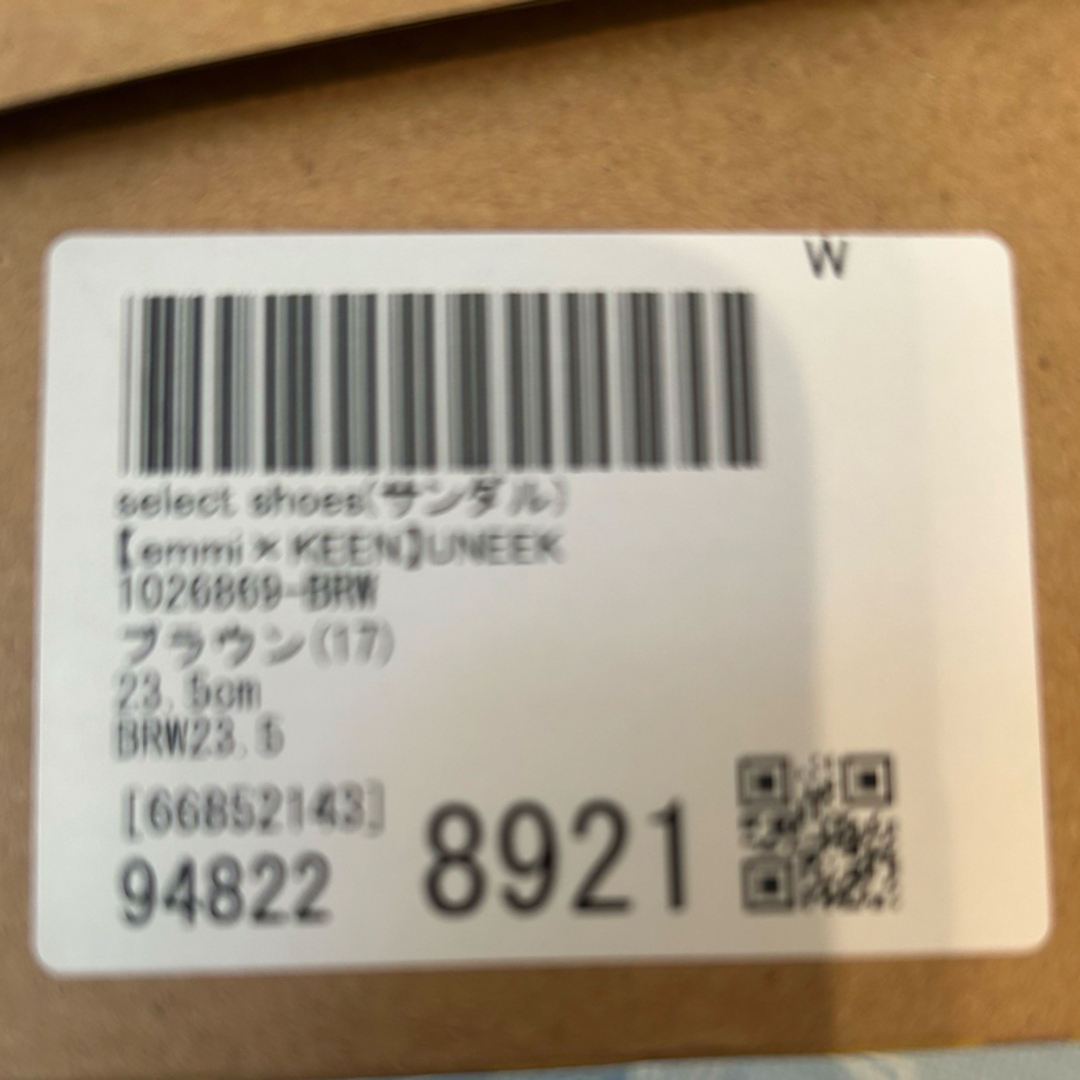 W
select shoes(サンダル)
【emmi×KEEN】UNEEK
1026869-BRW
ブラウン(17)
23.5cm
BRW23.5
[66852143]
94822
8921